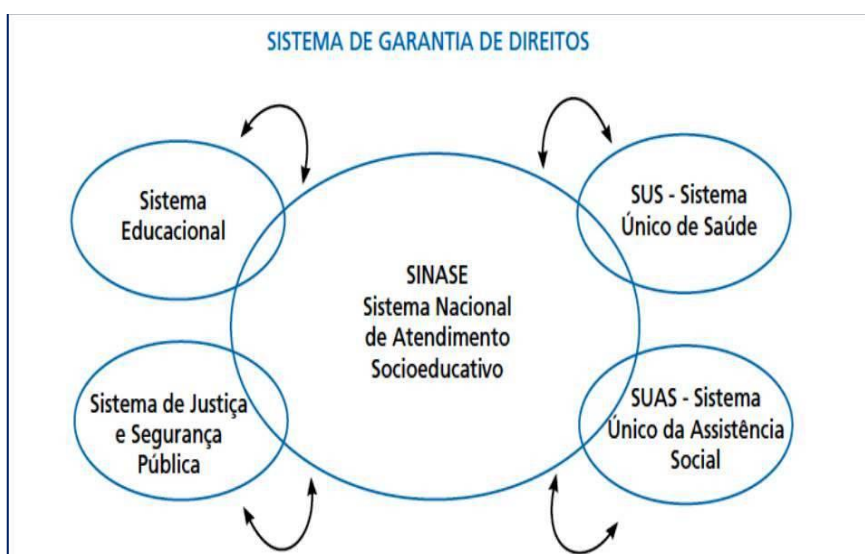 SISTEMA DE GARANTIA DE DIREITOS
Sistema
Educacional
SUS - Sistema
Único de Saúde
SINASE
Sistema Nacional
de Atendimento
Socioeducativo
Sistema de Justiça
e Segurança
Pública
SUAS - Sistema
Único da Assistência
Social